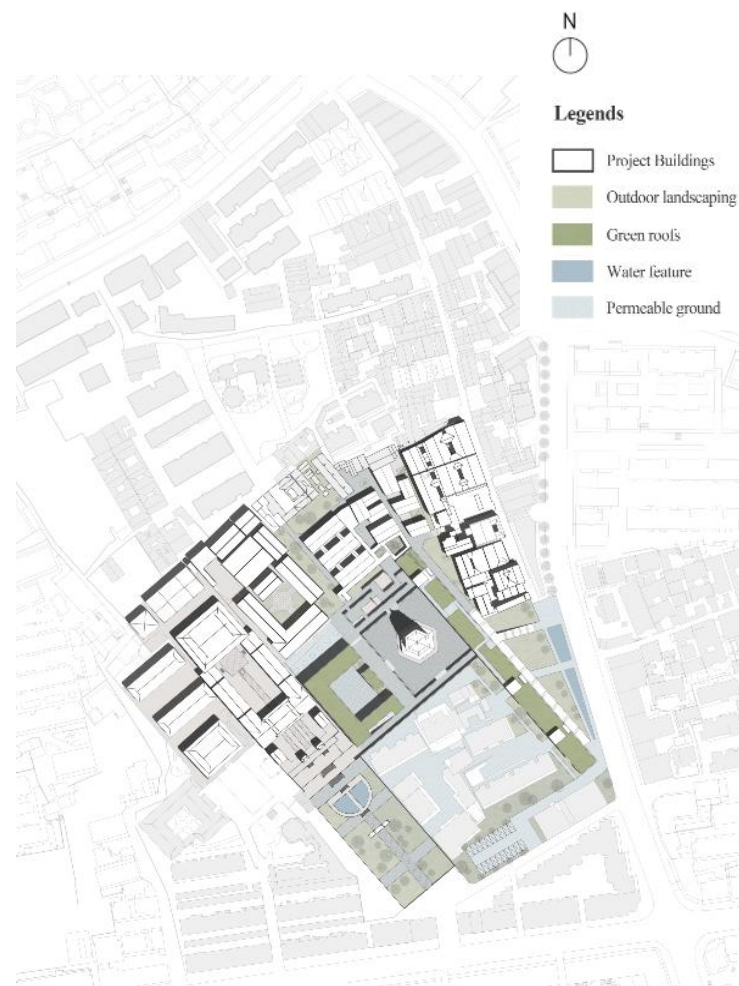 N
Legends
Project Buildings
Outdoor landscaping
Green roofs
Water feature
Permeable ground